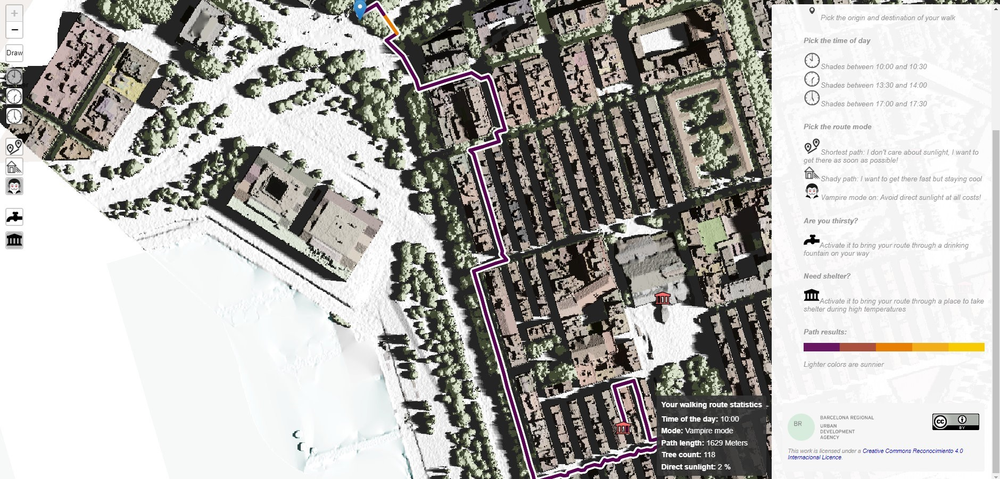 +
−
Draw
Pick the origin and destination of your walk
Pick the time of day
Shades between 10:00 and 10:30
Shades between 13:30 and 14:00
Shades between 17:00 and 17:30
Pick the route mode
Shortest path: I don't care about sunlight, I want to
get there as soon as possible!
Shady path: I want to get there fast but staying cool
Vampire mode on: Avoid direct sunlight at all costs!
Are you thirsty?
Activate it to bring your route through a drinking
fountain on your way
Need shelter?
Activate it to bring your route through a place to take
shelter during high temperatures
Path results:
Lighter colors are sunnier
Your walking route statistics
Time of the day: 10:00
Mode: Vampire mode
Path length: 1629 Meters
Tree count: 118
Direct sunlight: 2 %
BR
BARCELONA REGIONAL
URBAN
DEVELOPMENT
AGENCY
cc
BY
This work is licensed under a Creative Commons Reconocimiento 4.0
Internacional Licence.